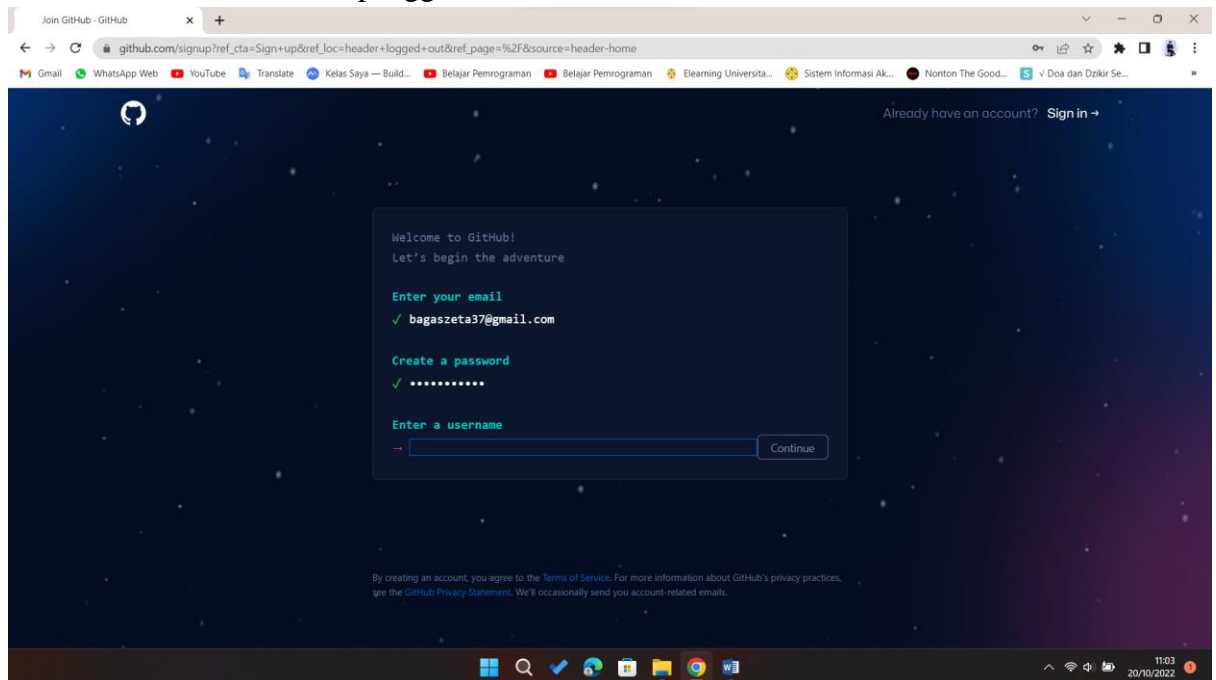 Join GitHub · GitHub
github.com/signup?ref_cta=Sign+up&ref_loc=header+logged+out&ref_page=%2F&source=header-home
Gmail WhatsApp Web YouTube Translate Kelas Saya — Build... Belajar Pemrograman Belajar Pemrograman Elearning Universita... Sistem Informasi Ak... Nonton The Good... √ Doa dan Dzikir Se... »
Already have an account? Sign in →
Welcome to GitHub!
Let's begin the adventure
Enter your email
✓ bagaszeta37@gmail.com
Create a password
✓ •••••••••••
Enter a username
→ Continue
By creating an account, you agree to the Terms of Service. For more information about GitHub's privacy practices,
see the GitHub Privacy Statement. We'll occasionally send you account-related emails.
11:03
20/10/2022